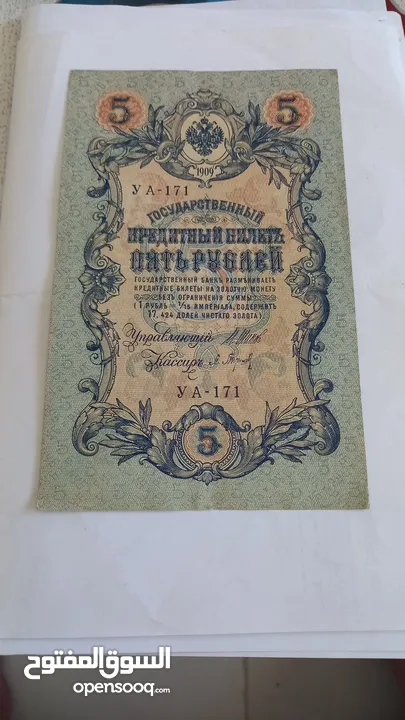 5 5
1909
УА-171
ГОСУДАРСТВЕННЫЙ
КРЕДИТНЫЙ БИЛЕТЪ
ПЯТЬ РУБЛЕЙ
ГОСУДАРСТВЕННЫЙ БАНКЪ РАЗМѢНИВАЕТЪ
КРЕДИТНЫЕ БИЛЕТЫ НА ЗОЛОТУЮ МОНЕТУ
БЕЗЪ ОГРАНИЧЕНІЯ СУММЫ
(1 РУБЛЬ = 1/15 ИМПЕРІАЛА, СОДЕРЖИТЪ
17,424 ДОЛЕЙ ЧИСТАГО ЗОЛОТА)
Управляющій
Кассиръ
УА-171
5
السوق المفتوح
opensooq.com